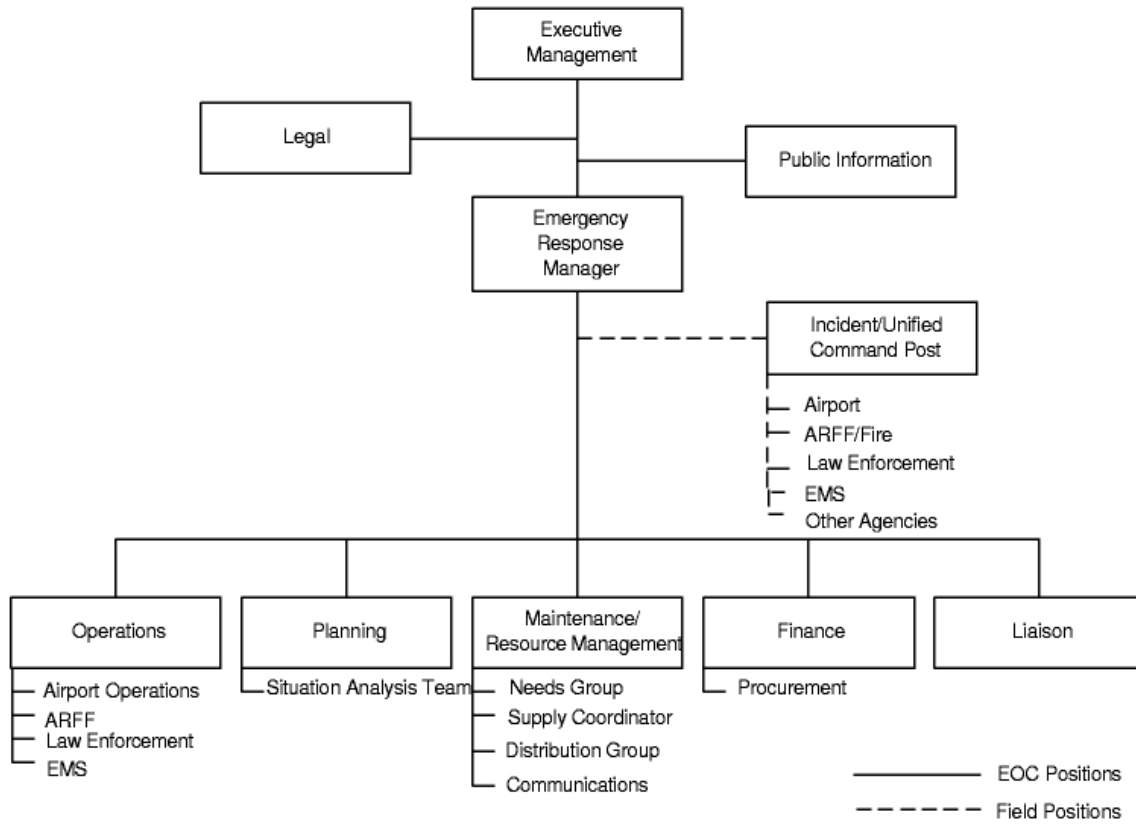 Executive
Management
Legal
Public Information
Emergency
Response
Manager
Incident/Unified
Command Post
Airport
ARFF/Fire
Law Enforcement
EMS
Other Agencies
Operations
Planning
Maintenance/
Resource Management
Finance
Liaison
Airport Operations
ARFF
Law Enforcement
EMS
Situation Analysis Team
Needs Group
Supply Coordinator
Distribution Group
Communications
Procurement
EOC Positions
Field Positions